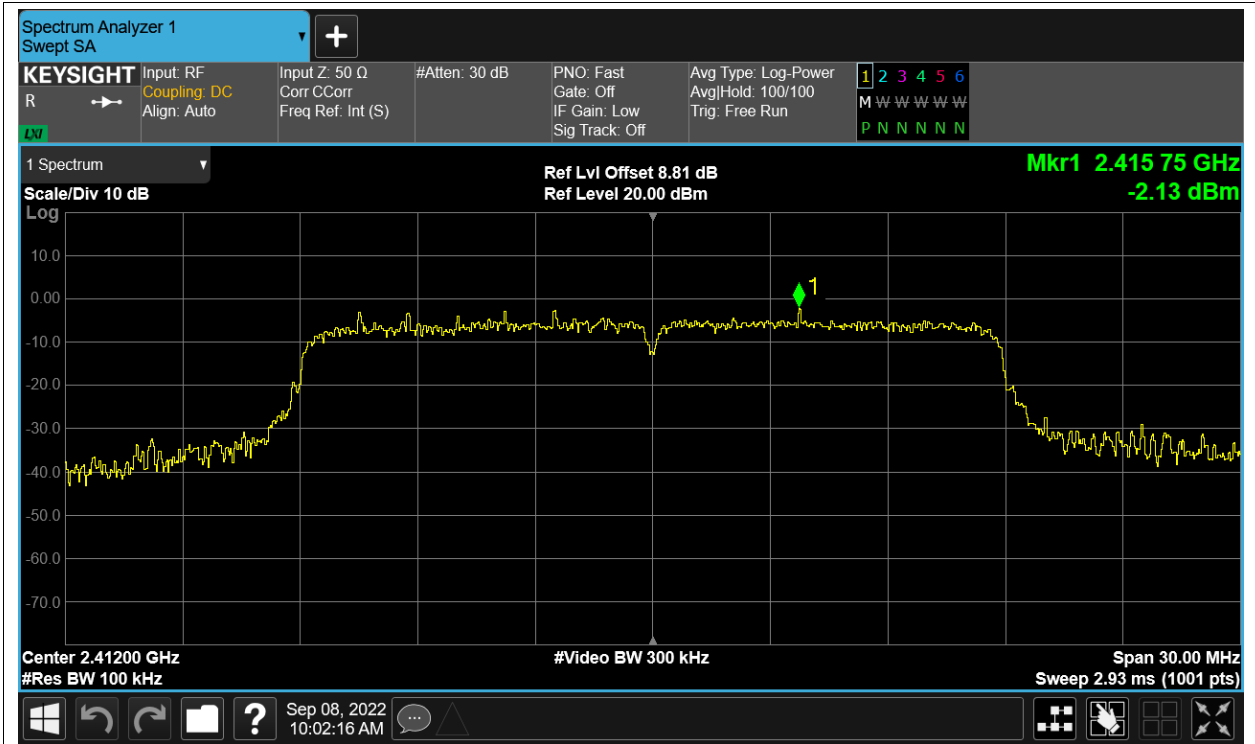 Spectrum Analyzer 1
Swept SA
+
KEYSIGHT
R
LXI
Input: RF
Coupling: DC
Align: Auto
Input Z: 50 Ω
Corr CCorr
Freq Ref: Int (S)
#Atten: 30 dB
PNO: Fast
Gate: Off
IF Gain: Low
Sig Track: Off
Avg Type: Log-Power
Avg|Hold: 100/100
Trig: Free Run
1 2 3 4 5 6
M W W W W W
P N N N N N
1 Spectrum
Scale/Div 10 dB
Log
Ref Lvl Offset 8.81 dB
Ref Level 20.00 dBm
Mkr1 2.415 75 GHz
-2.13 dBm
10.0
0.00
-10.0
-20.0
-30.0
-40.0
-50.0
-60.0
-70.0
1
Center 2.41200 GHz
#Res BW 100 kHz
#Video BW 300 kHz
Span 30.00 MHz
Sweep 2.93 ms (1001 pts)
?
Sep 08, 2022
10:02:16 AM